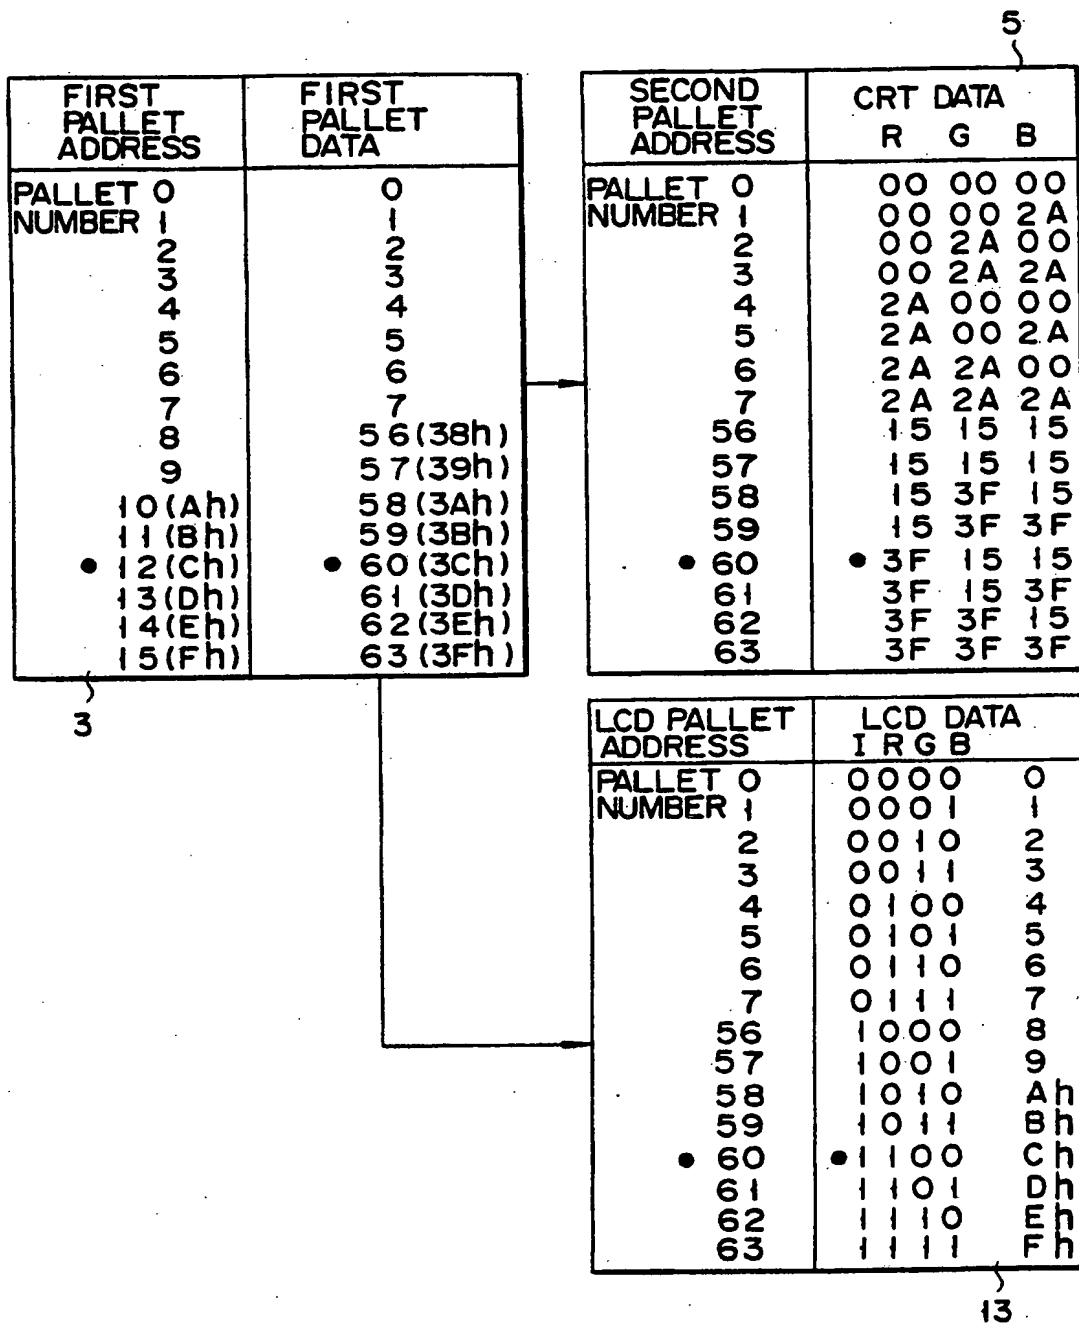 5
FIRST PALLET ADDRESS FIRST PALLET DATA
PALLET 0 0
NUMBER 1 1
2 2
3 3
4 4
5 5
6 6
7 7
8 56(38h)
9 57(39h)
10(Ah) 58(3Ah)
11(Bh) 59(3Bh)
● 12(Ch) ● 60(3Ch)
13(Dh) 61(3Dh)
14(Eh) 62(3Eh)
15(Fh) 63(3Fh)
3
SECOND PALLET ADDRESS CRT DATA
R G B
PALLET 0 00 00 00
NUMBER 1 00 00 2A
2 00 2A 00
3 00 2A 2A
4 2A 00 00
5 2A 00 2A
6 2A 2A 00
7 2A 2A 2A
56 15 15 15
57 15 15 15
58 15 3F 15
59 15 3F 3F
● 60 ● 3F 15 15
61 3F 15 3F
62 3F 3F 15
63 3F 3F 3F
LCD PALLET LCD DATA
ADDRESS I R G B
PALLET 0 0000 0
NUMBER 1 0001 1
2 0010 2
3 0011 3
4 0100 4
5 0101 5
6 0110 6
7 0111 7
56 1000 8
57 1001 9
58 1010 Ah
59 1011 Bh
● 60 ● 1100 Ch
61 1101 Dh
62 1110 Eh
63 1111 Fh
13